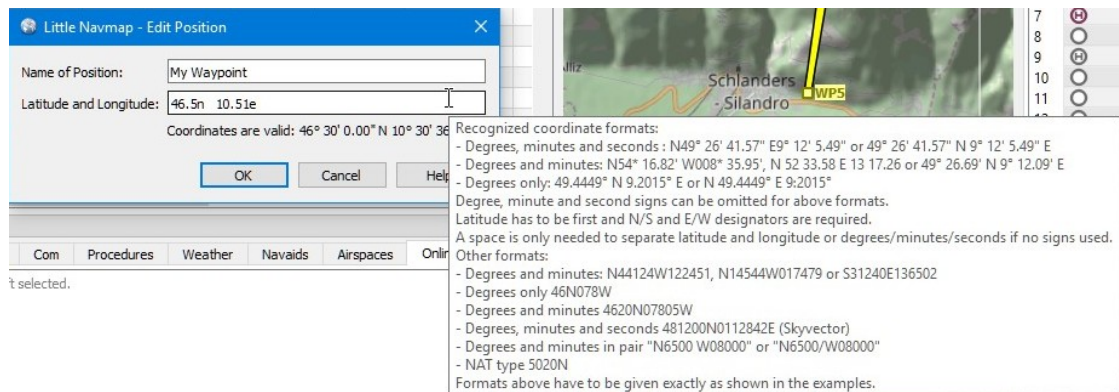 Little Navmap - Edit Position
Name of Position:
My Waypoint
Latitude and Longitude:
46.5n 10.51e
Coordinates are valid: 46° 30' 0.00" N 10° 30' 36
OK
Cancel
Help
Schlanders
- Silandro
WP5
7
8
9
10
11
Com Procedures Weather Navaids Airspaces Onlin
t selected.
Recognized coordinate formats:
- Degrees, minutes and seconds : N49° 26' 41.57" E9° 12' 5.49" or 49° 26' 41.57" N 9° 12' 5.49" E
- Degrees and minutes: N54* 16.82' W008* 35.95', N 52 33.58 E 13 17.26 or 49° 26.69' N 9° 12.09' E
- Degrees only: 49.4449° N 9.2015° E or N 49.4449° E 9:2015°
Degree, minute and second signs can be omitted for above formats.
Latitude has to be first and N/S and E/W designators are required.
A space is only needed to separate latitude and longitude or degrees/minutes/seconds if no signs used.
Other formats:
- Degrees and minutes: N44124W122451, N14544W017479 or S31240E136502
- Degrees only 46N078W
- Degrees and minutes 4620N07805W
- Degrees, minutes and seconds 481200N0112842E (Skyvector)
- Degrees and minutes in pair "N6500 W08000" or "N6500/W08000"
- NAT type 5020N
Formats above have to be given exactly as shown in the examples.